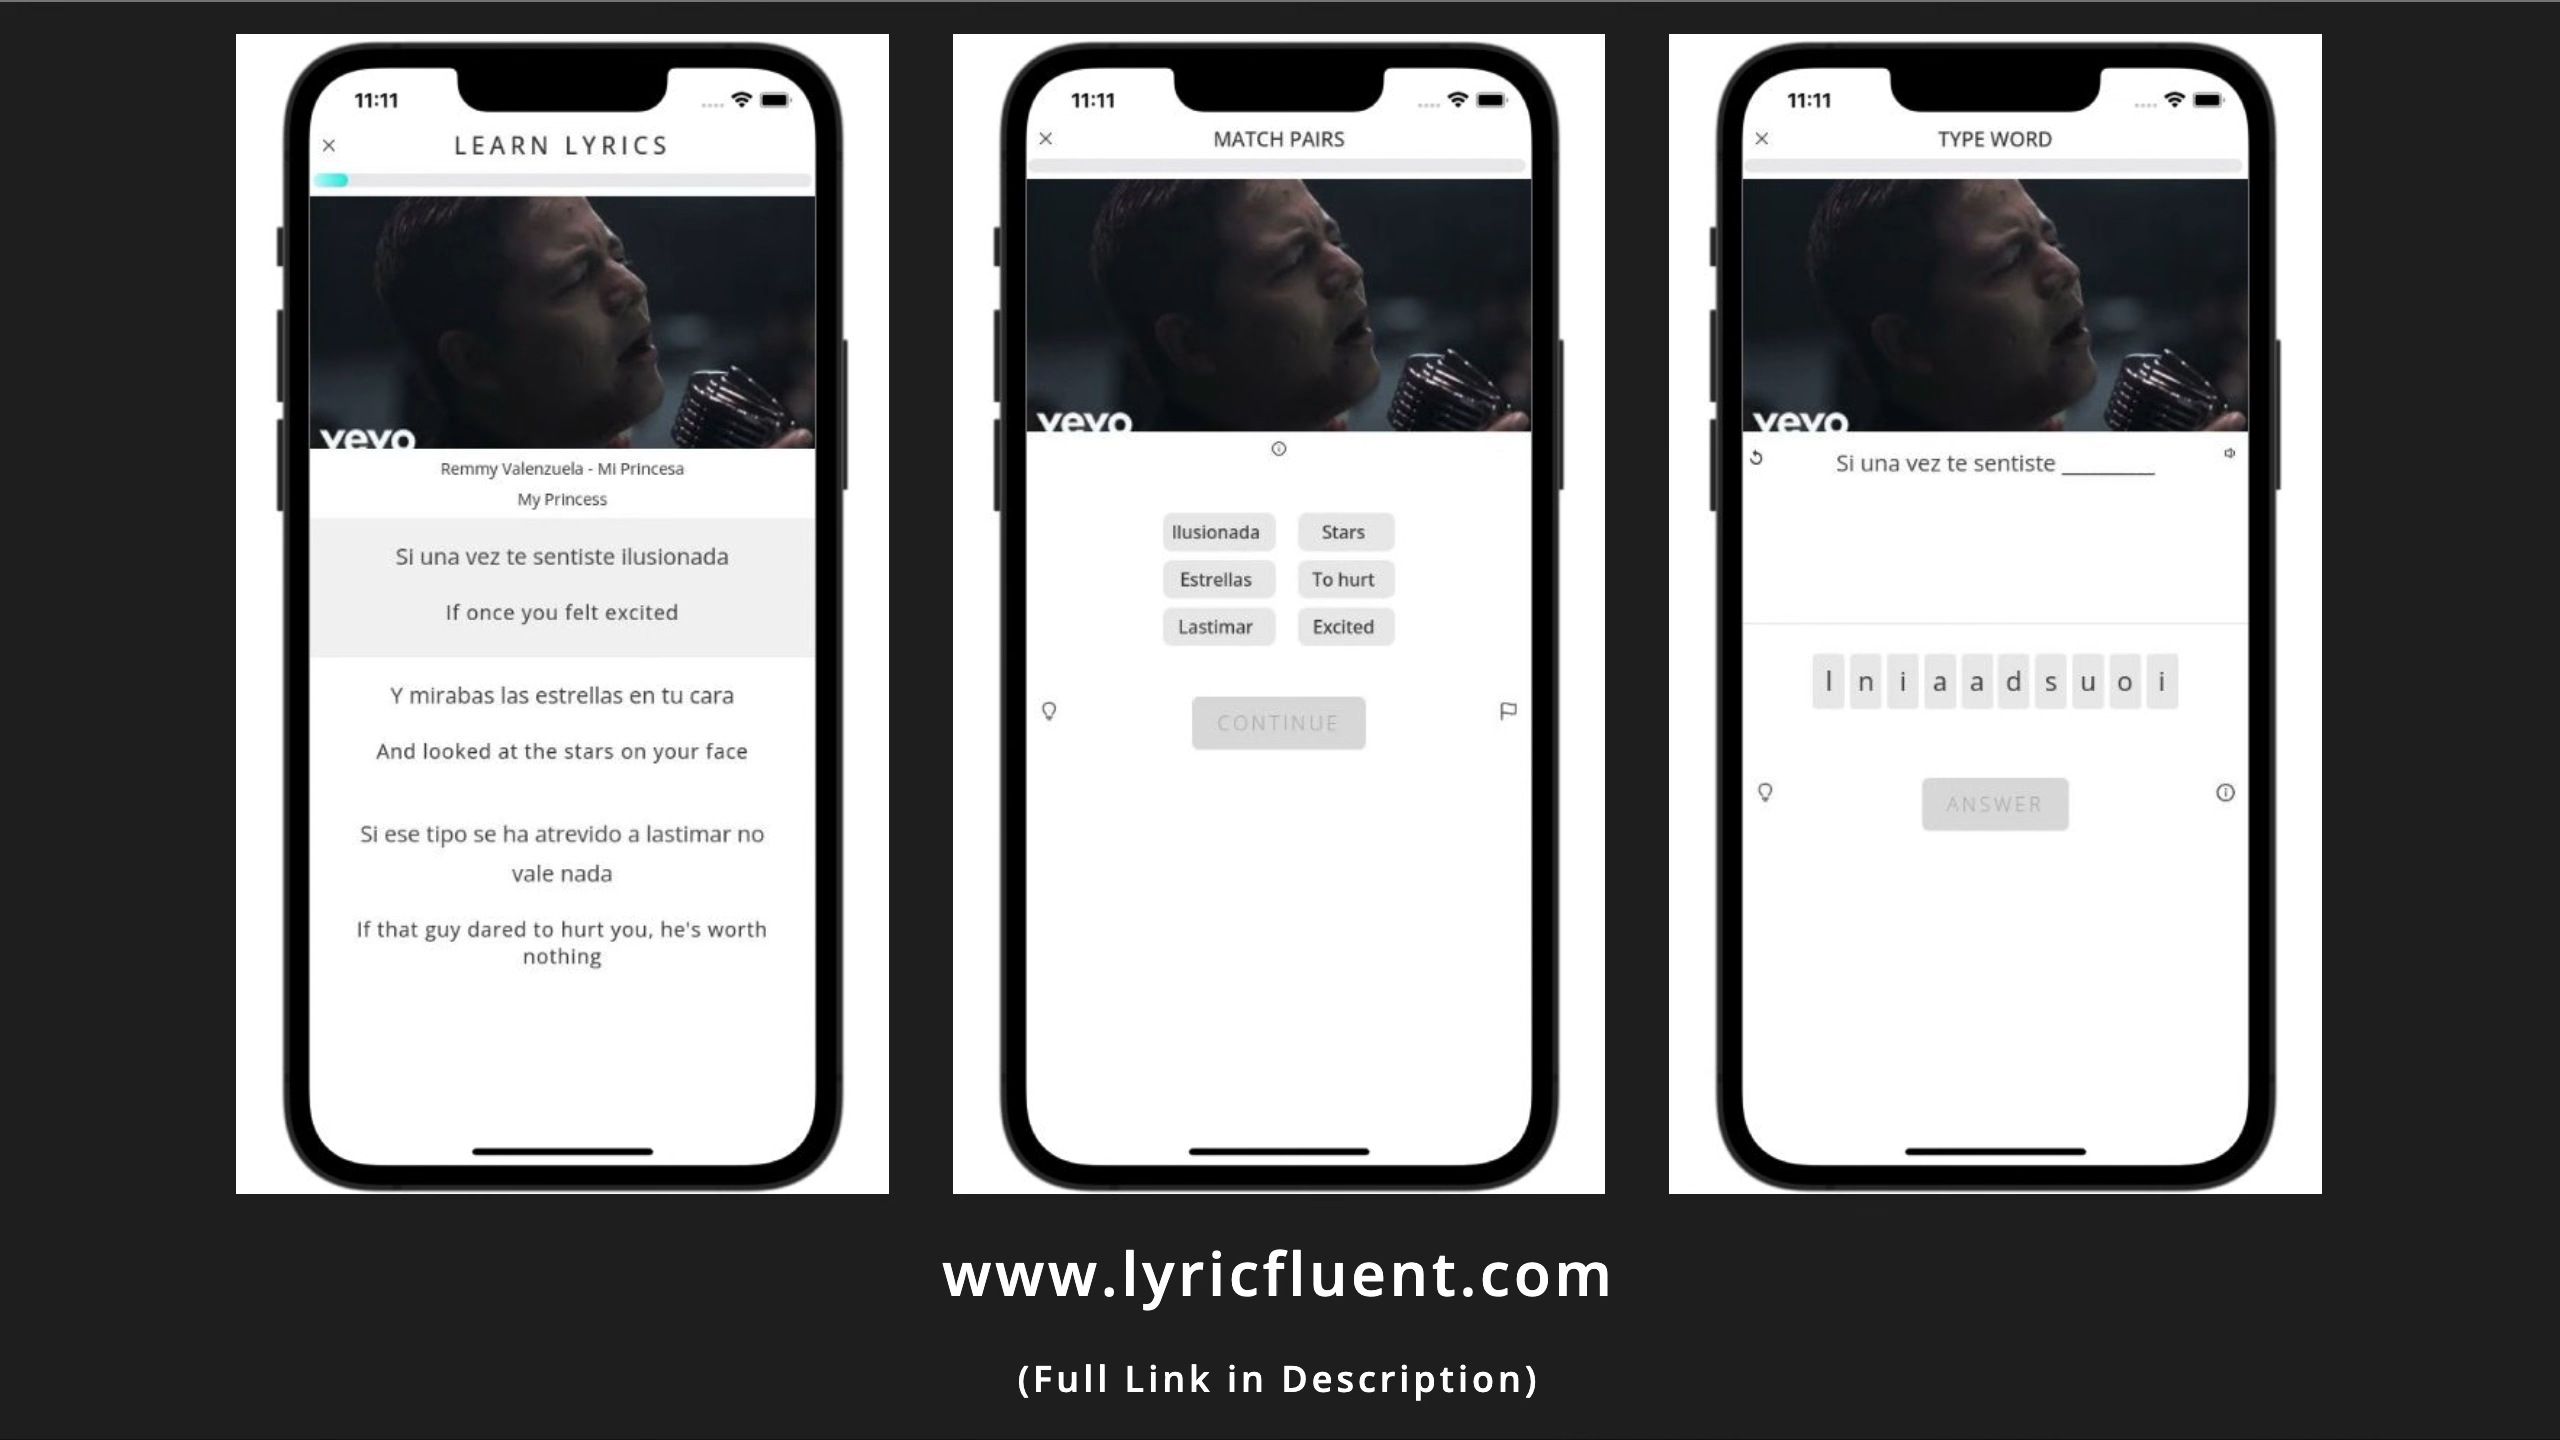 11:11
LEARN LYRICS
vevo
Remmy Valenzuela - Mi Princesa
My Princess
Si una vez te sentiste ilusionada
If once you felt excited
Y mirabas las estrellas en tu cara
And looked at the stars on your face
Si ese tipo se ha atrevido a lastimar no
vale nada
If that guy dared to hurt you, he's worth
nothing
11:11
MATCH PAIRS
vevo
Ilusionada Stars
Estrellas To hurt
Lastimar Excited
CONTINUE
11:11
TYPE WORD
vevo
Si una vez te sentiste ________
l n i a a d s u o i
ANSWER
www.lyricfluent.com
(Full Link in Description)